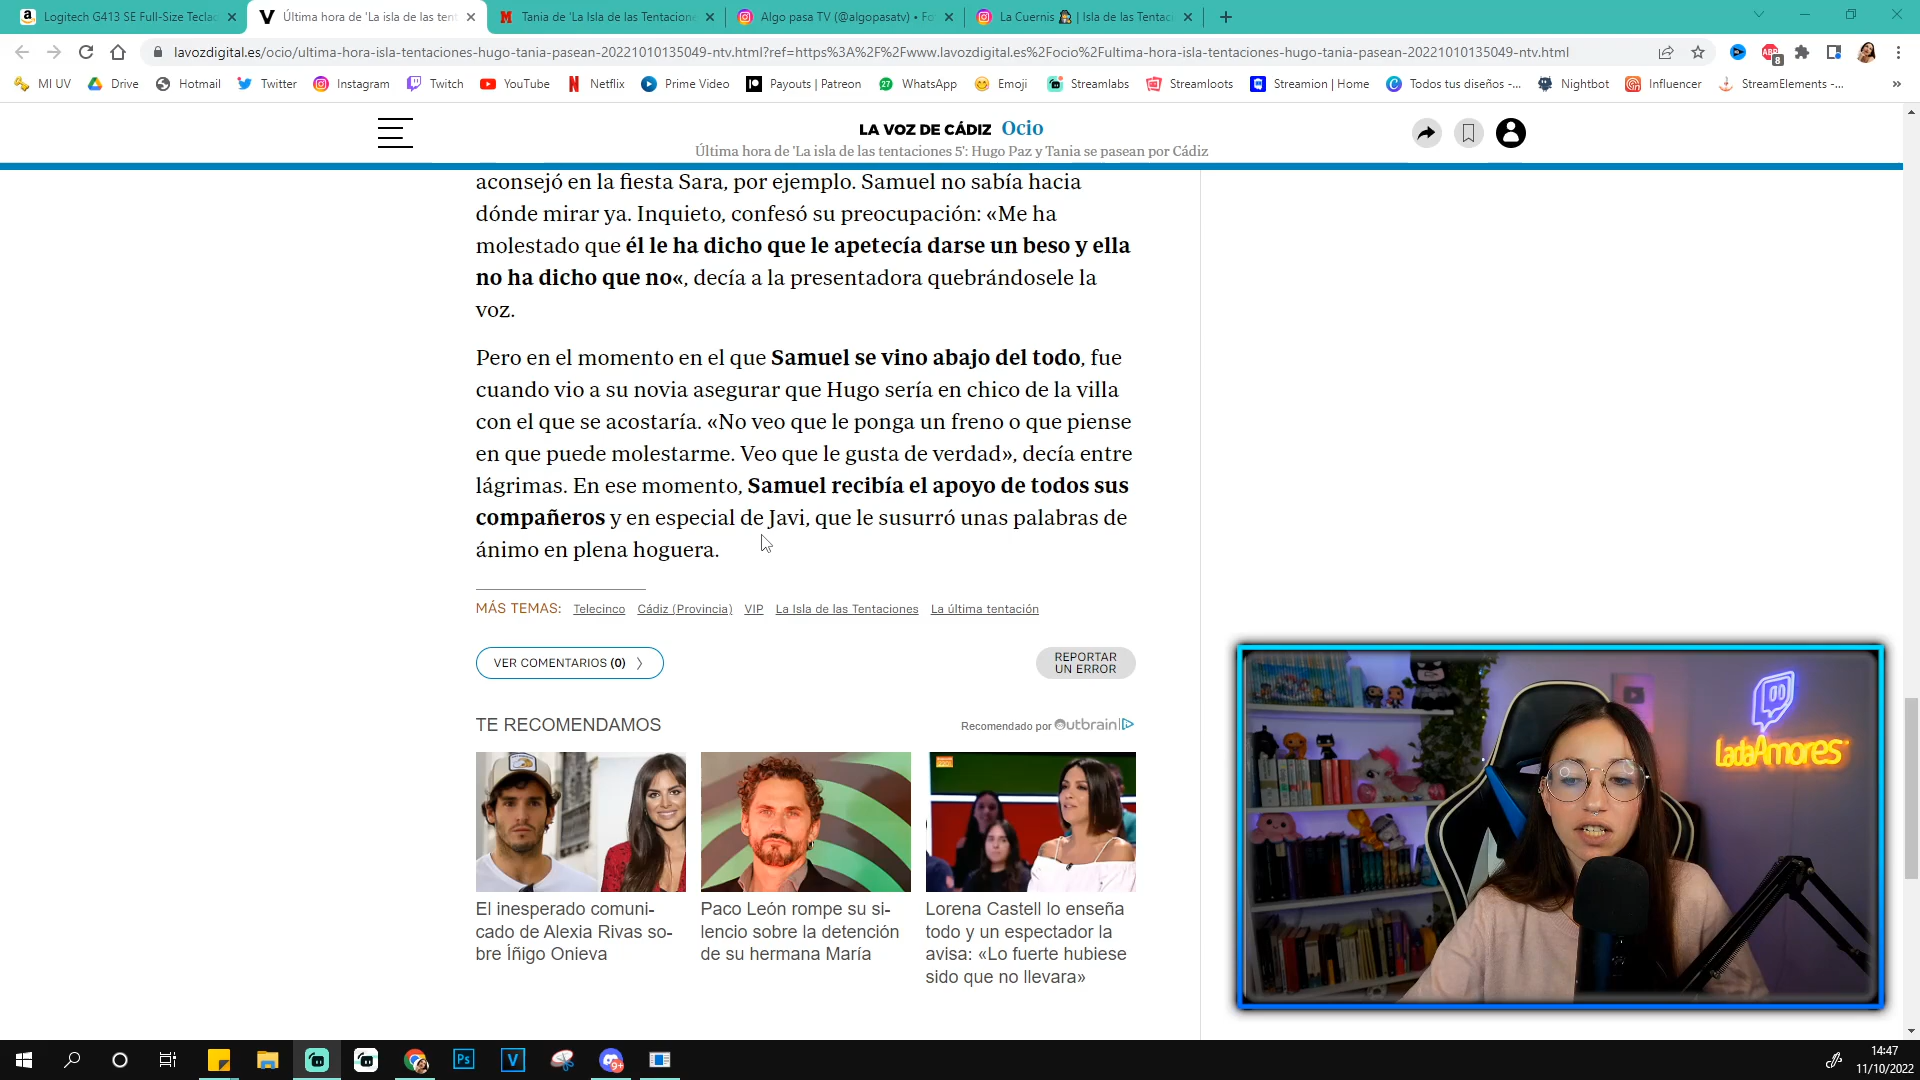 Logitech G413 SE Full-Size Tecla
Última hora de 'La isla de las tent
Tania de 'La Isla de las Tentacione
Algo pasa TV (@algopasatv) • Fo
La Cuernis | Isla de las Tentac
lavozdigital.es/ocio/ultima-hora-isla-tentaciones-hugo-tania-pasean-20221010135049-ntv.html?ref=https%3A%2F%2Fwww.lavozdigital.es%2Focio%2Fultima-hora-isla-tentaciones-hugo-tania-pasean-20221010135049-ntv.html
ABP 8
MI UV Drive Hotmail Twitter Instagram Twitch YouTube Netflix Prime Video Payouts | Patreon 27 WhatsApp Emoji Streamlabs Streamloots Streamion | Home Todos tus diseños -... Nightbot Influencer StreamElements -... »
LA VOZ DE CÁDIZ Ocio
Última hora de 'La isla de las tentaciones 5': Hugo Paz y Tania se pasean por Cádiz
aconsejó en la fiesta Sara, por ejemplo. Samuel no sabía hacia
dónde mirar ya. Inquieto, confesó su preocupación: «Me ha
molestado que él le ha dicho que le apetecía darse un beso y ella
no ha dicho que no«, decía a la presentadora quebrándosele la
voz.
Pero en el momento en el que Samuel se vino abajo del todo, fue
cuando vio a su novia asegurar que Hugo sería en chico de la villa
con el que se acostaría. «No veo que le ponga un freno o que piense
en que puede molestarme. Veo que le gusta de verdad», decía entre
lágrimas. En ese momento, Samuel recibía el apoyo de todos sus
compañeros y en especial de Javi, que le susurró unas palabras de
ánimo en plena hoguera.
MÁS TEMAS: Telecinco Cádiz (Provincia) VIP La Isla de las Tentaciones La última tentación
VER COMENTARIOS (0)
REPORTAR
UN ERROR
TE RECOMENDAMOS
Recomendado por Outbrain
El inesperado comuni-
cado de Alexia Rivas so-
bre Íñigo Onieva
Paco León rompe su si-
lencio sobre la detención
de su hermana María
Lorena Castell lo enseña
todo y un espectador la
avisa: «Lo fuerte hubiese
sido que no llevara»
LadaAmores
Ps V 9+
14:47
11/10/2022